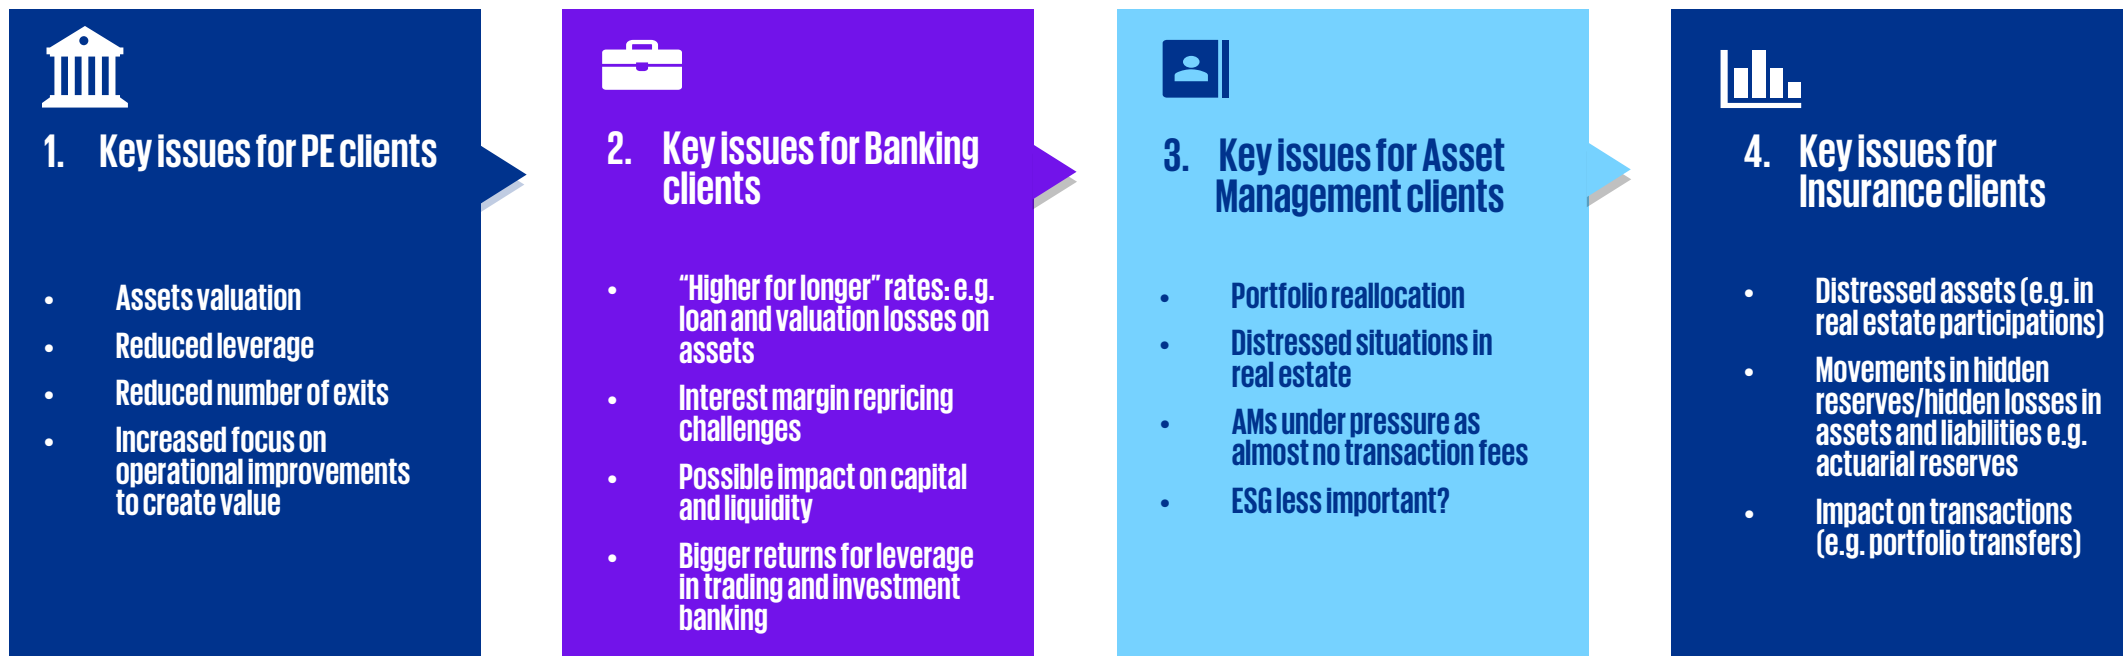 1. Key issues for PE clients
• Assets valuation
• Reduced leverage
• Reduced number of exits
• Increased focus on
operational improvements
to create value
2. Key issues for Banking
clients
• “Higher for longer” rates: e.g.
loan and valuation losses on
assets
• Interest margin repricing
challenges
• Possible impact on capital
and liquidity
• Bigger returns for leverage
in trading and investment
banking
3. Key issues for Asset
Management clients
• Portfolio reallocation
• Distressed situations in
real estate
• AMs under pressure as
almost no transaction fees
• ESG less important?
4. Key issues for
Insurance clients
• Distressed assets (e.g. in
real estate participations)
• Movements in hidden
reserves/hidden losses in
assets and liabilities e.g.
actuarial reserves
• Impact on transactions
(e.g. portfolio transfers)